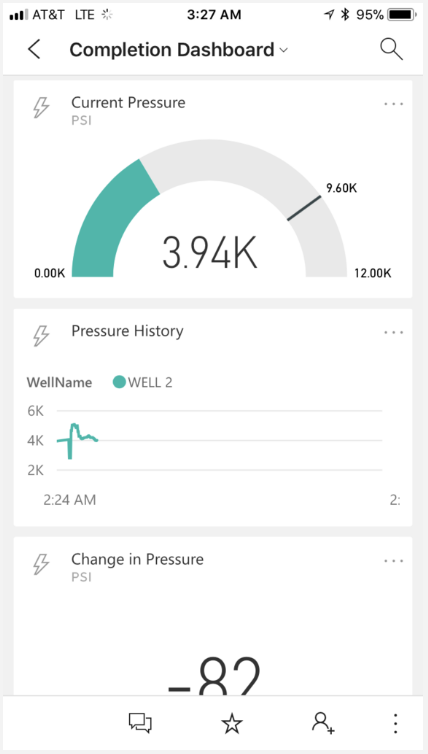 AT&T LTE 3:27 AM 95%
Completion Dashboard
Current Pressure
PSI
9.60K
3.94K
0.00K 12.00K
Pressure History
WellName WELL 2
6K
4K
2K
2:24 AM 2:
Change in Pressure
PSI
-82